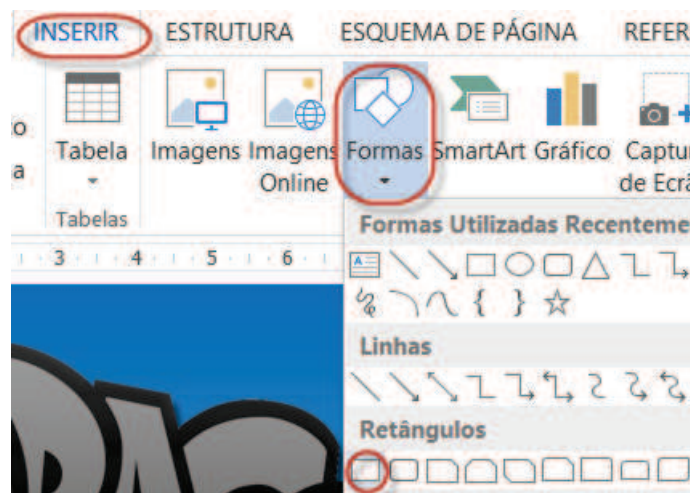 INSERIR ESTRUTURA ESQUEMA DE PÁGINA REFER
o Tabela Imagens Imagens Formas SmartArt Gráfico Captur
a Online de Ecrã
Tabelas
Formas Utilizadas Recenteme
3 4 5 6
Linhas
Retângulos